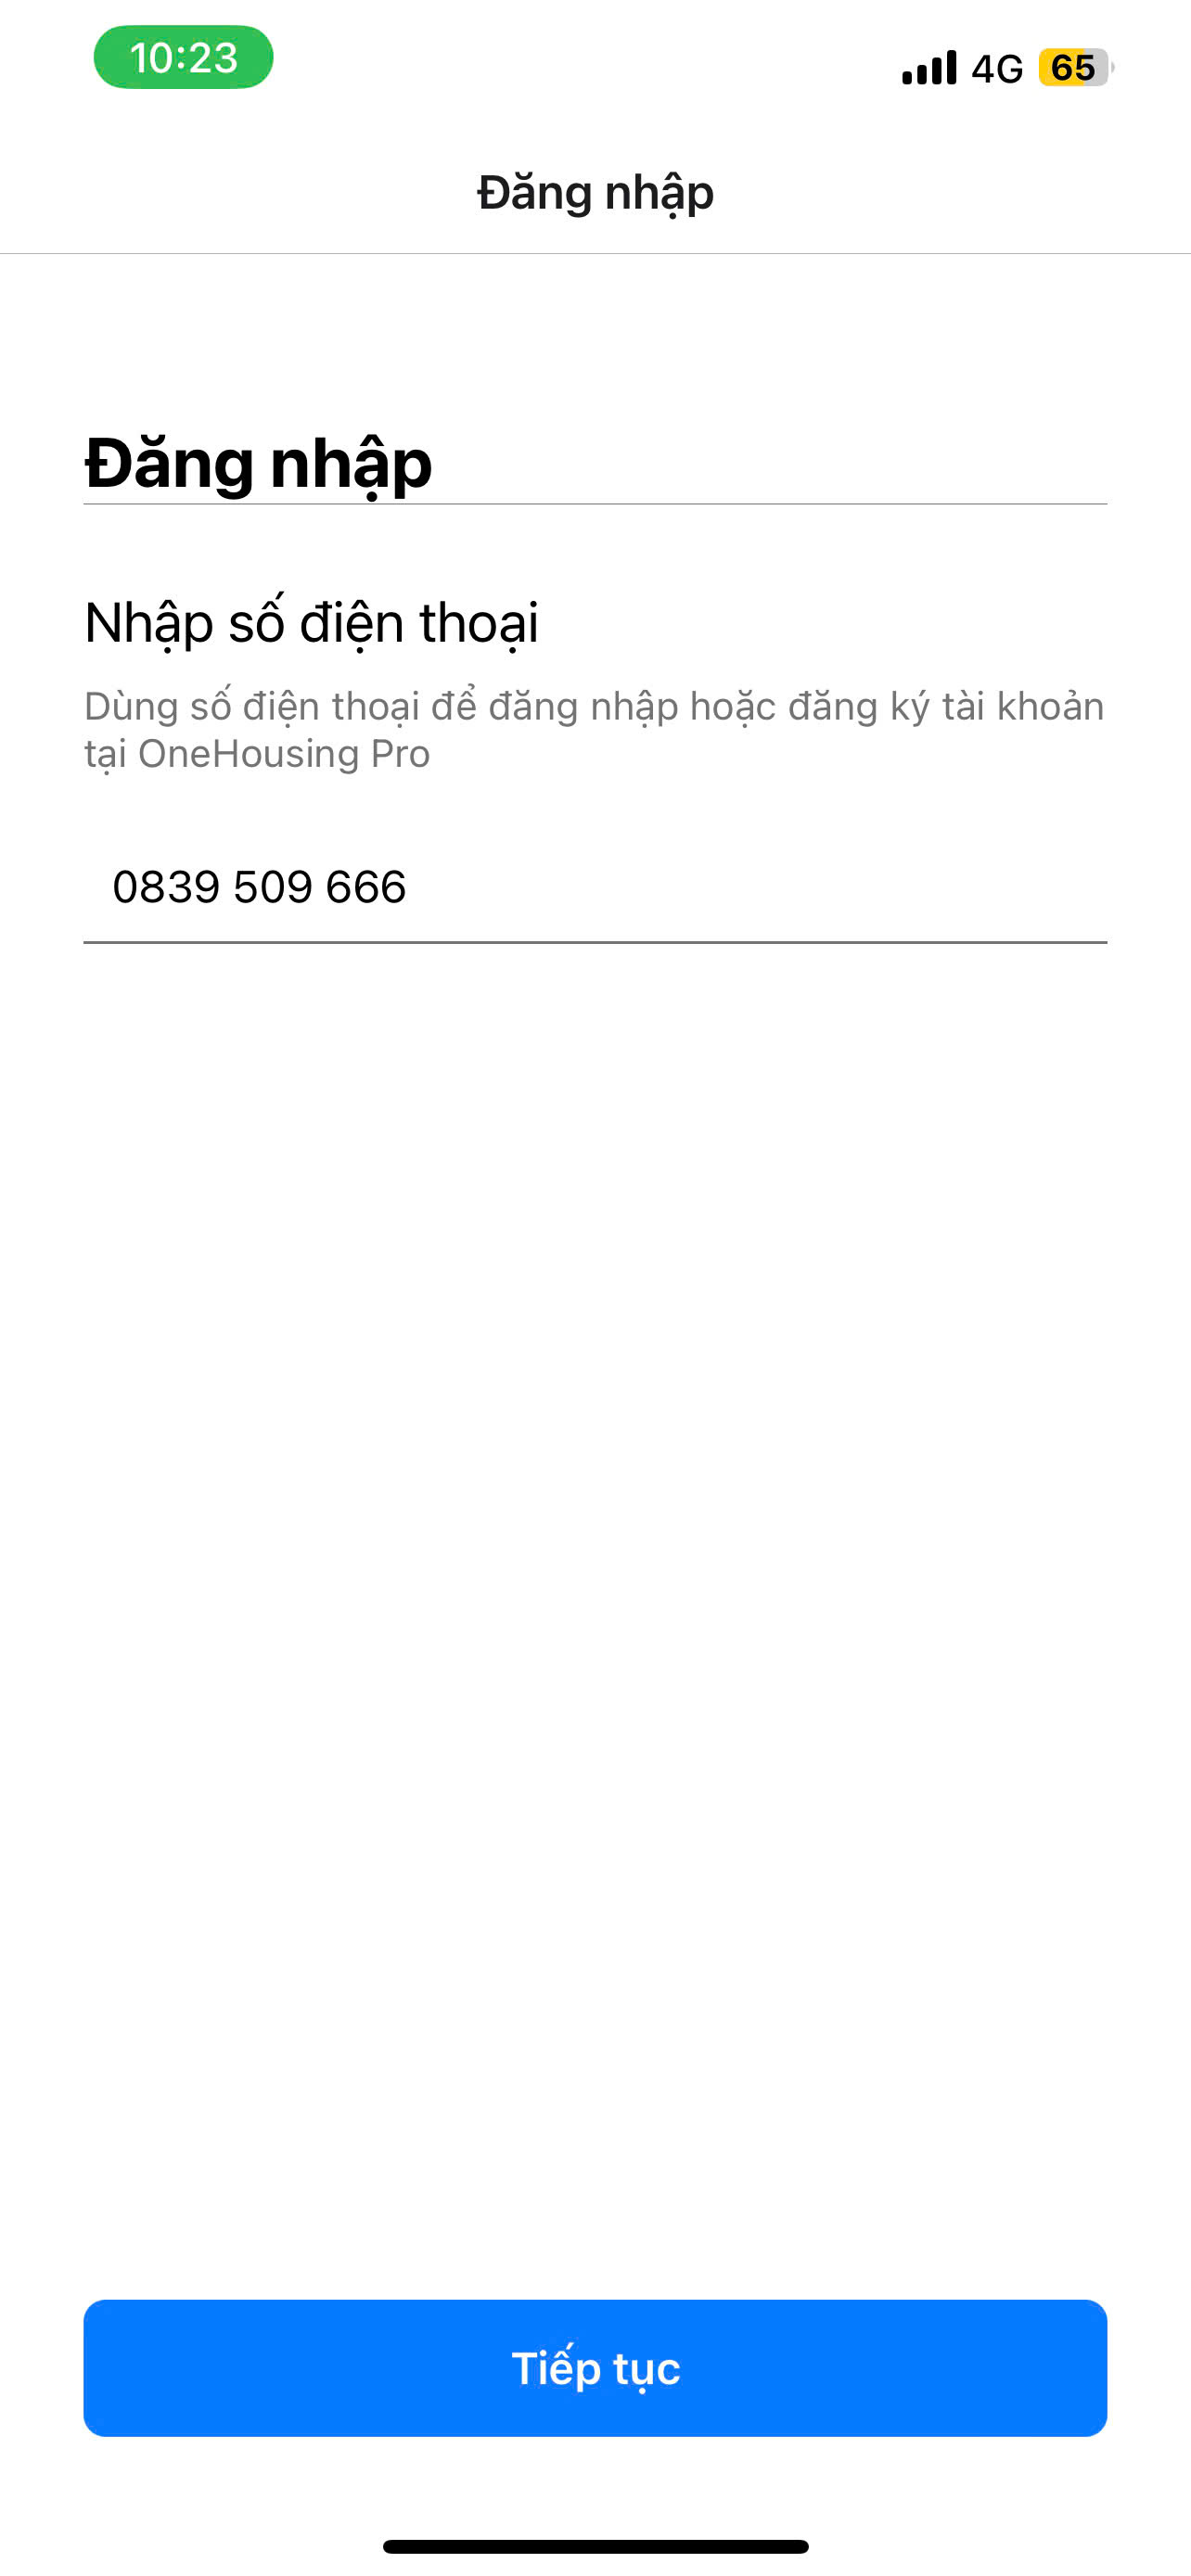 10:23
4G 65
Đăng nhập
Đăng nhập
Nhập số điện thoại
Dùng số điện thoại để đăng nhập hoặc đăng ký tài khoản
tại OneHousing Pro
0839 509 666
Tiếp tục